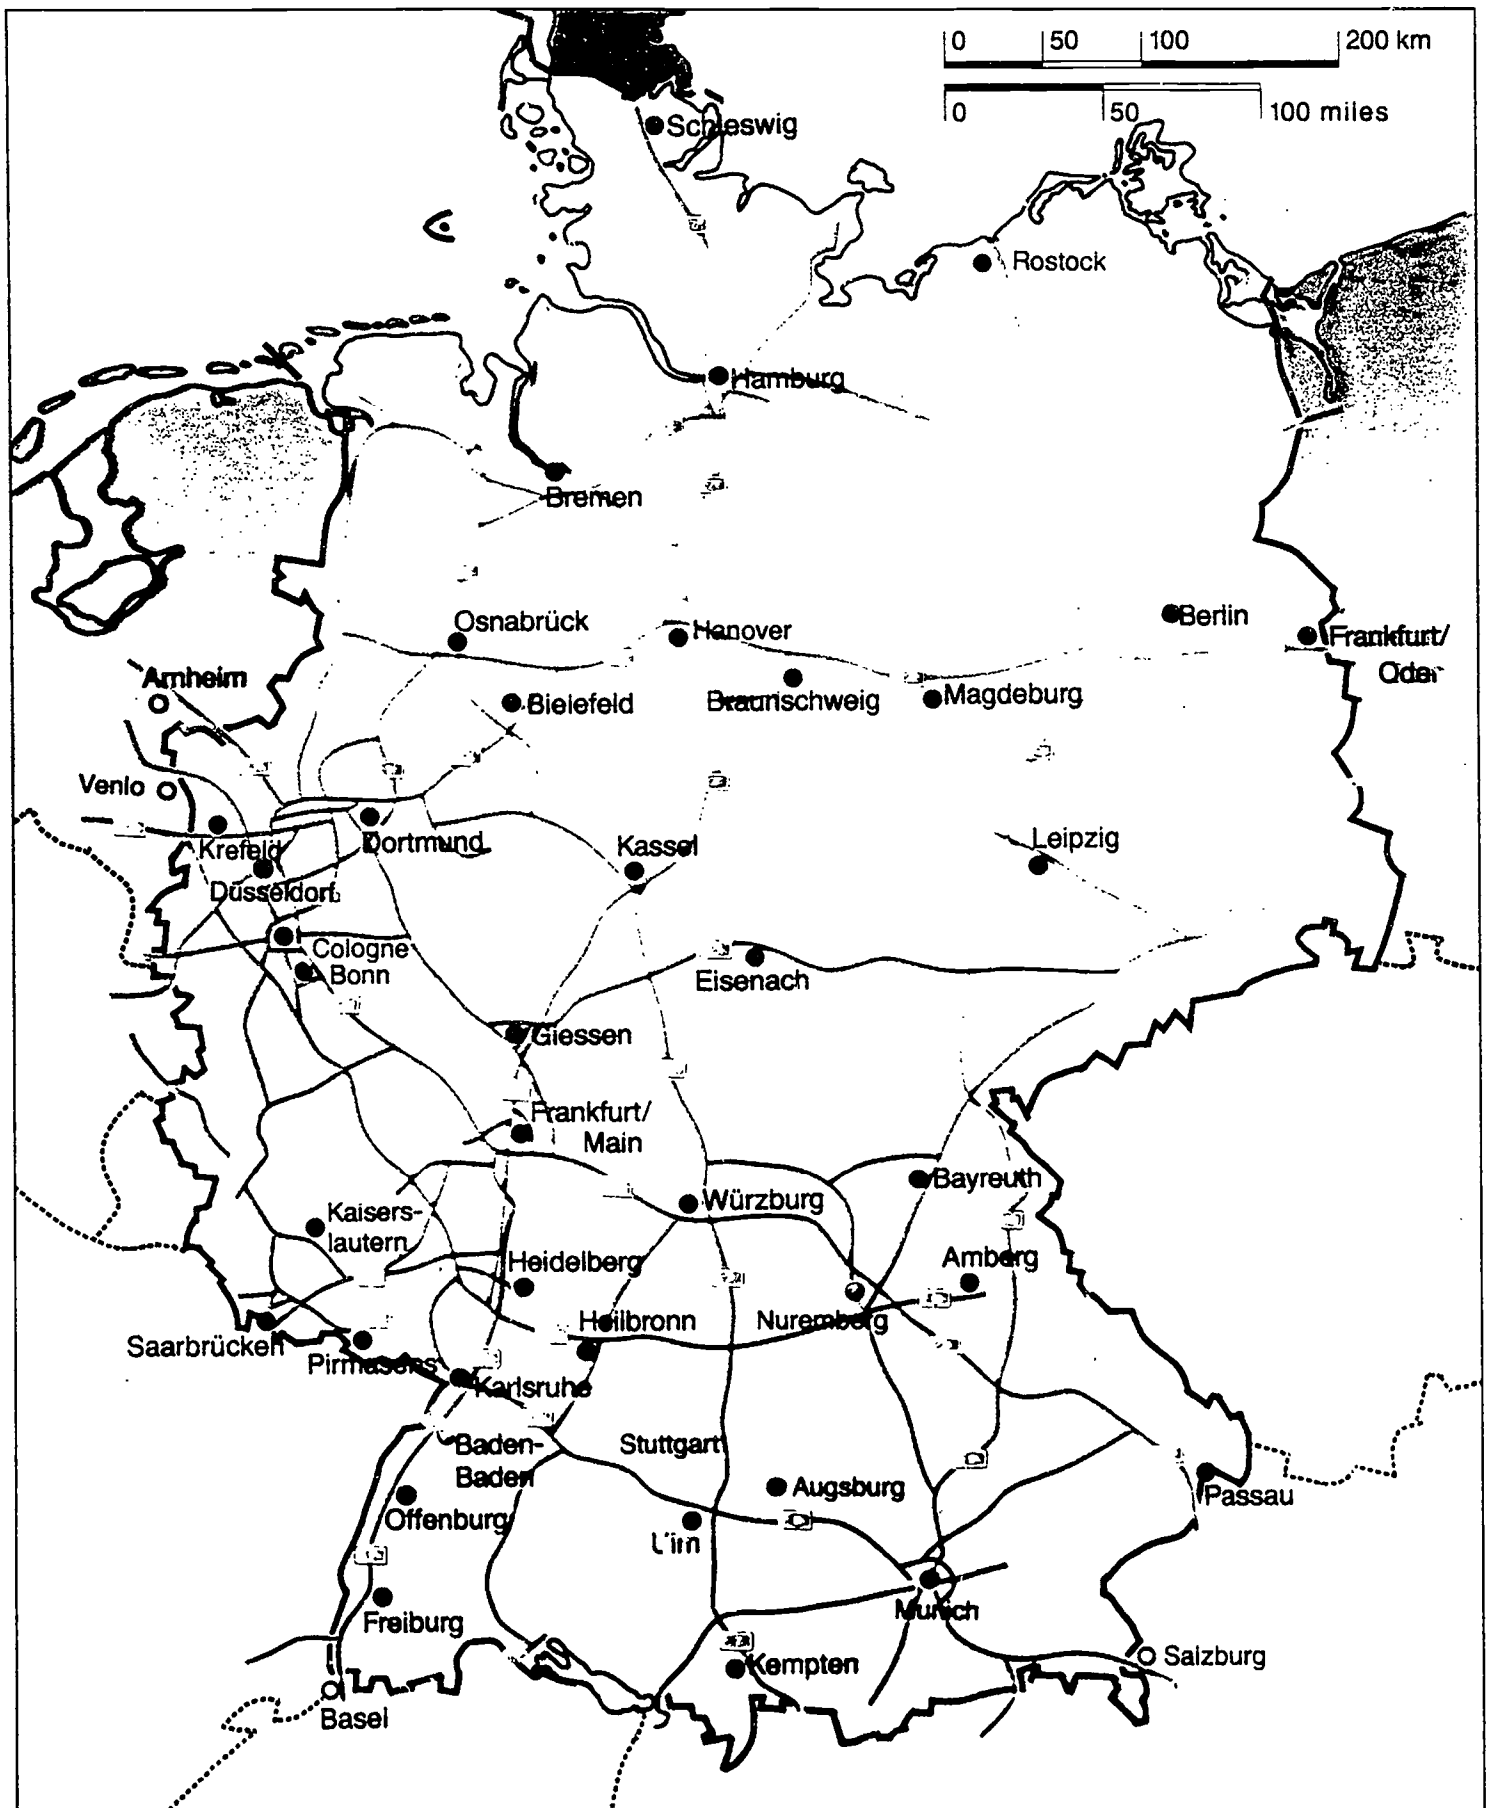 0 50 100 200 km
0 50 100 miles
Schleswig
Rostock
Hamburg
Bremen
Osnabrück
Hanover
Berlin
Frankfurt/
Oder
Arnheim
Bielefeld
Braunschweig
Magdeburg
Venlo
Krefeld
Dortmund
Kassel
Leipzig
Düsseldorf
Cologne
Bonn
Eisenach
Giessen
Frankfurt/
Main
Bayreuth
Würzburg
Kaisers-
lautern
Heidelberg
Amberg
Heilbronn
Nuremberg
Saarbrücken
Pirmasens
Karlsruhe
Baden-
Baden
Stuttgart
Augsburg
Passau
Offenburg
Munich
Freiburg
Kempten
Salzburg
Basel